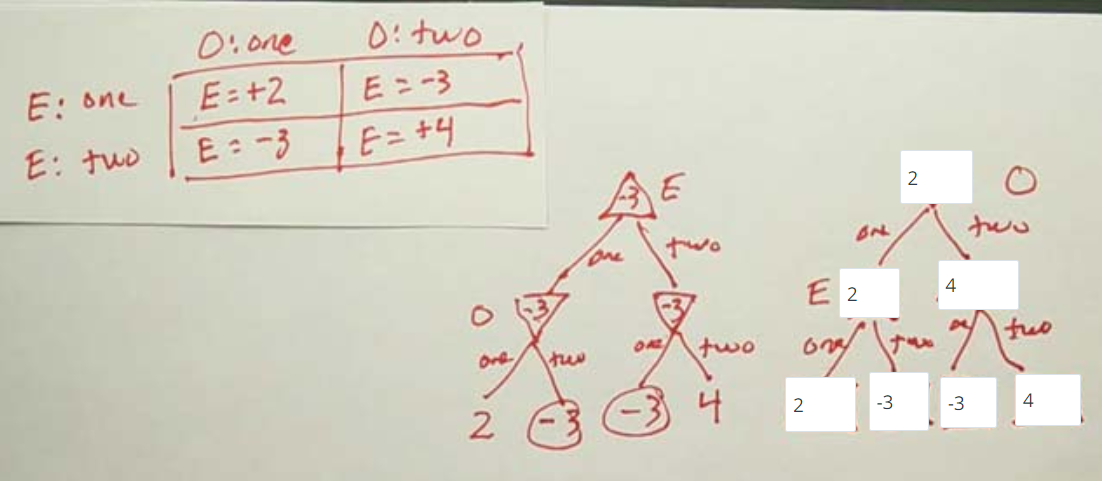 O: one O: two
E: one E = +2 E = -3
E: two E = -3 E = +4
-3 E
2 O
one two
one two
O -3 -3
E 2 4
one two one two
one two two
2 -3 -3 4
2 -3 -3 4